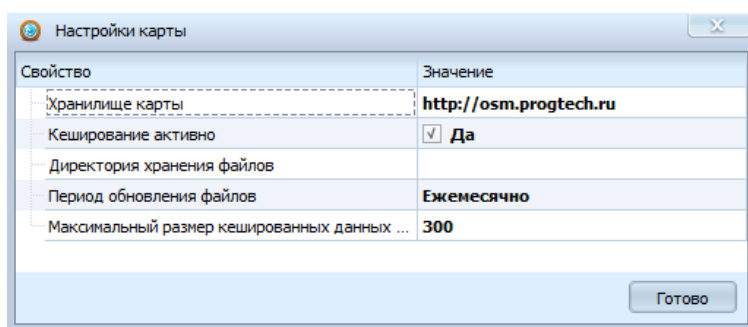 Настройки карты
Свойство Значение
Хранилище карты http://osm.progtech.ru
Кеширование активно Да
Директория хранения файлов
Период обновления файлов Ежемесячно
Максимальный размер кешированных данных ... 300
Готово